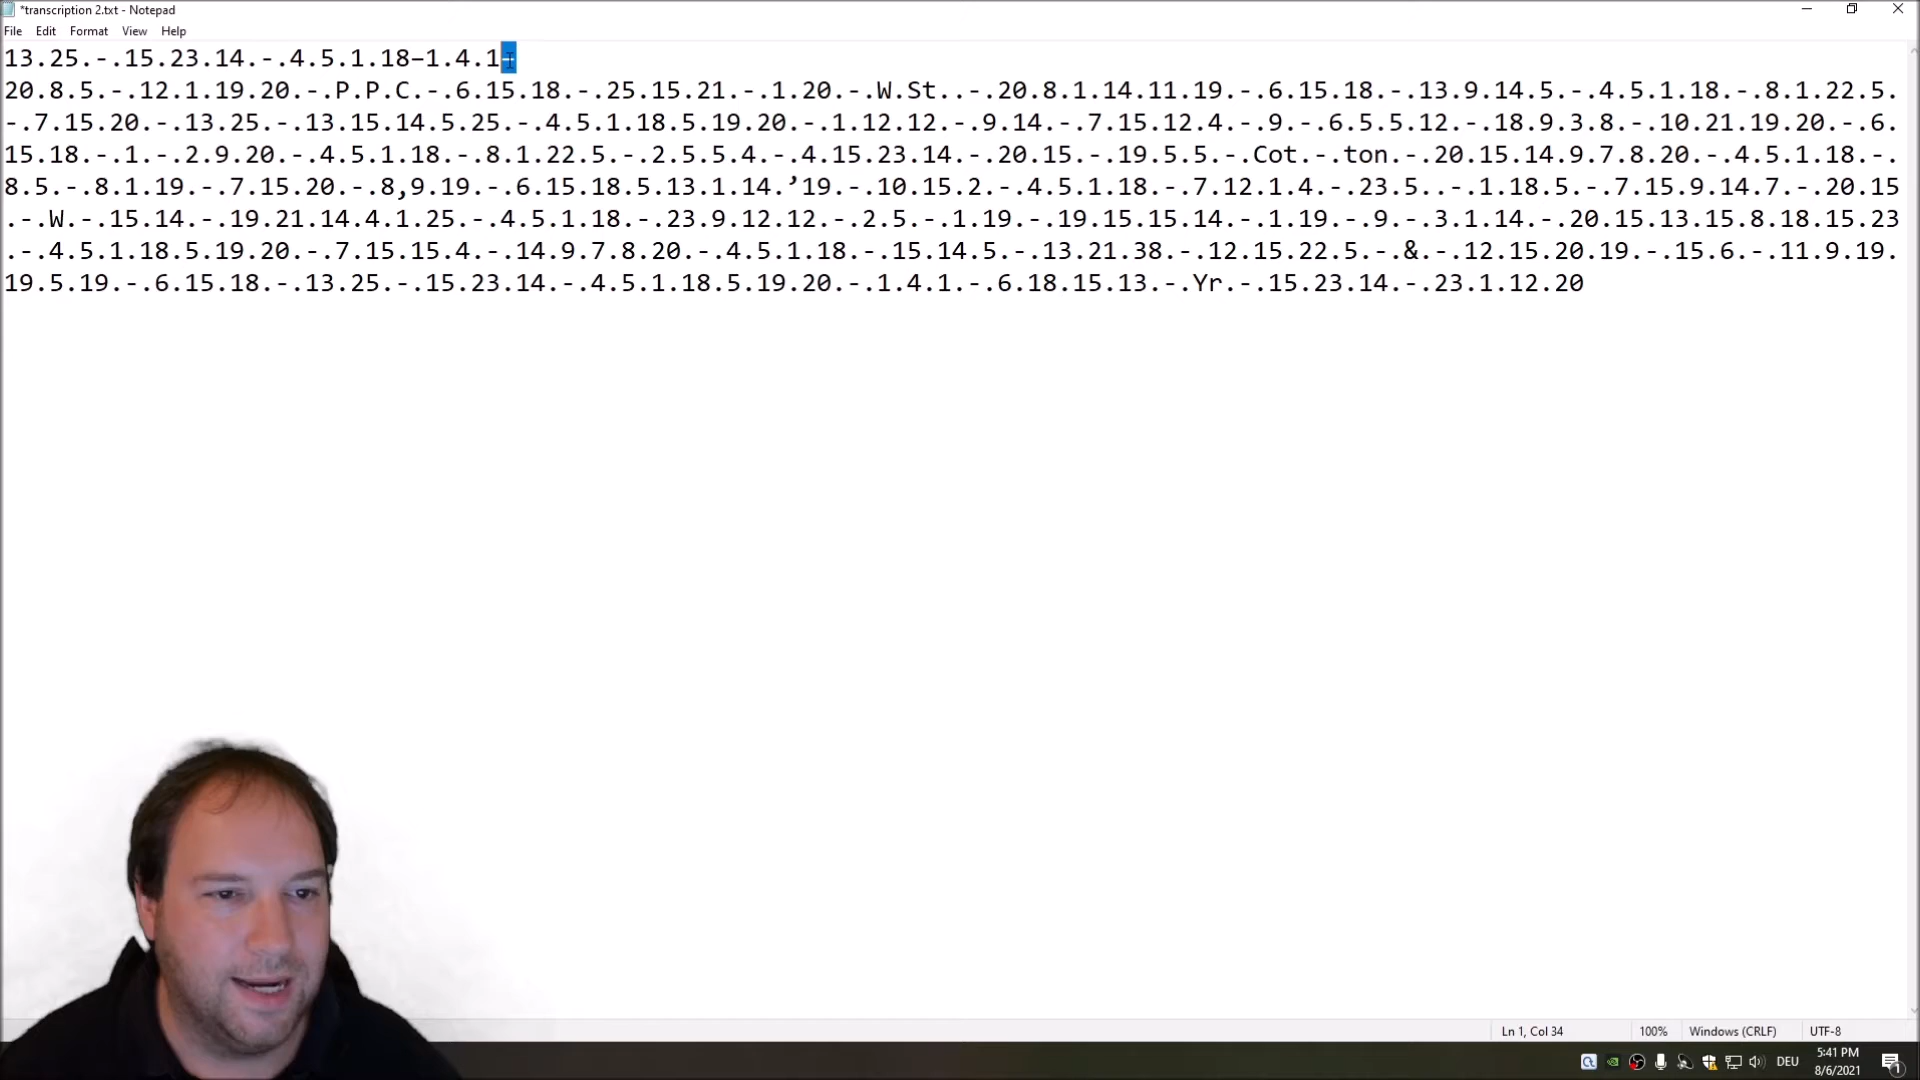 *transcription 2.txt - Notepad
File Edit Format View Help
13.25.-.15.23.14.-.4.5.1.18–1.4.1-
20.8.5.-.12.1.19.20.-.P.P.C.-.6.15.18.-.25.15.21.-.1.20.-.W.St..-.20.8.1.14.11.19.-.6.15.18.-.13.9.14.5.-.4.5.1.18.-.8.1.22.5.
-.7.15.20.-.13.25.-.13.15.14.5.25.-.4.5.1.18.5.19.20.-.1.12.12.-.9.14.-.7.15.12.4.-.9.-.6.5.5.12.-.18.9.3.8.-.10.21.19.20.-.6.
15.18.-.1.-.2.9.20.-.4.5.1.18.-.8.1.22.5.-.2.5.5.4.-.4.15.23.14.-.20.15.-.19.5.5.-.Cot.-.ton.-.20.15.14.9.7.8.20.-.4.5.1.18.-.
8.5.-.8.1.19.-.7.15.20.-.8,9.19.-.6.15.18.5.13.1.14.’19.-.10.15.2.-.4.5.1.18.-.7.12.1.4.-.23.5..-.1.18.5.-.7.15.9.14.7.-.20.15
.-.W.-.15.14.-.19.21.14.4.1.25.-.4.5.1.18.-.23.9.12.12.-.2.5.-.1.19.-.19.15.15.14.-.1.19.-.9.-.3.1.14.-.20.15.13.15.8.18.15.23
.-.4.5.1.18.5.19.20.-.7.15.15.4.-.14.9.7.8.20.-.4.5.1.18.-.15.14.5.-.13.21.38.-.12.15.22.5.-.&.-.12.15.20.19.-.15.6.-.11.9.19.
19.5.19.-.6.15.18.-.13.25.-.15.23.14.-.4.5.1.18.5.19.20.-.1.4.1.-.6.18.15.13.-.Yr.-.15.23.14.-.23.1.12.20
Ln 1, Col 34 100% Windows (CRLF) UTF-8
DEU 5:41 PM
8/6/2021 1